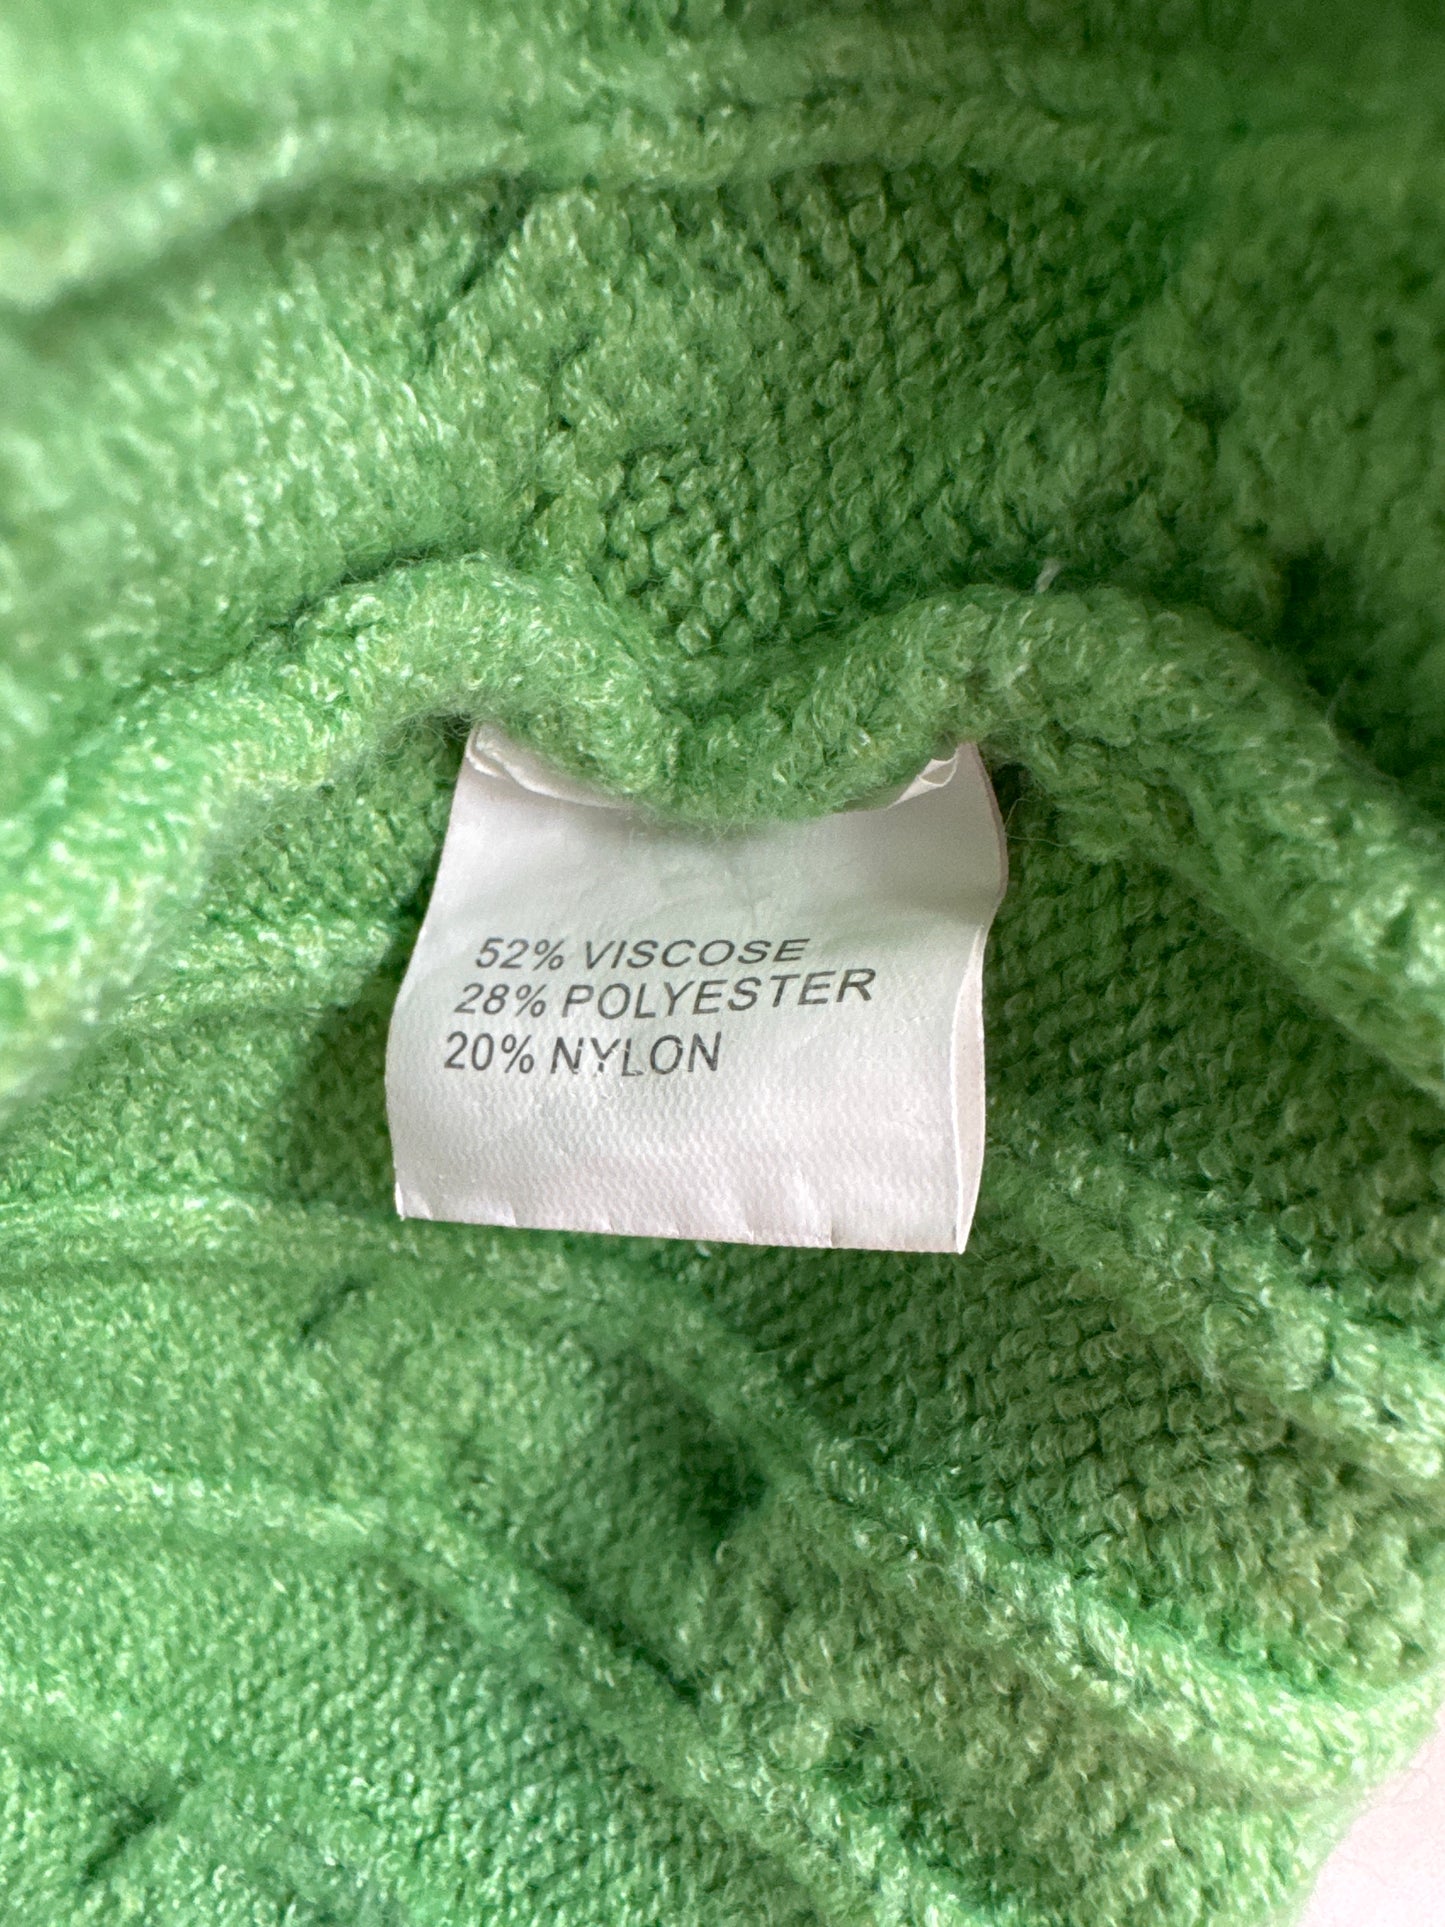 52% VISCOSE
28% POLYESTER
20% NYLON